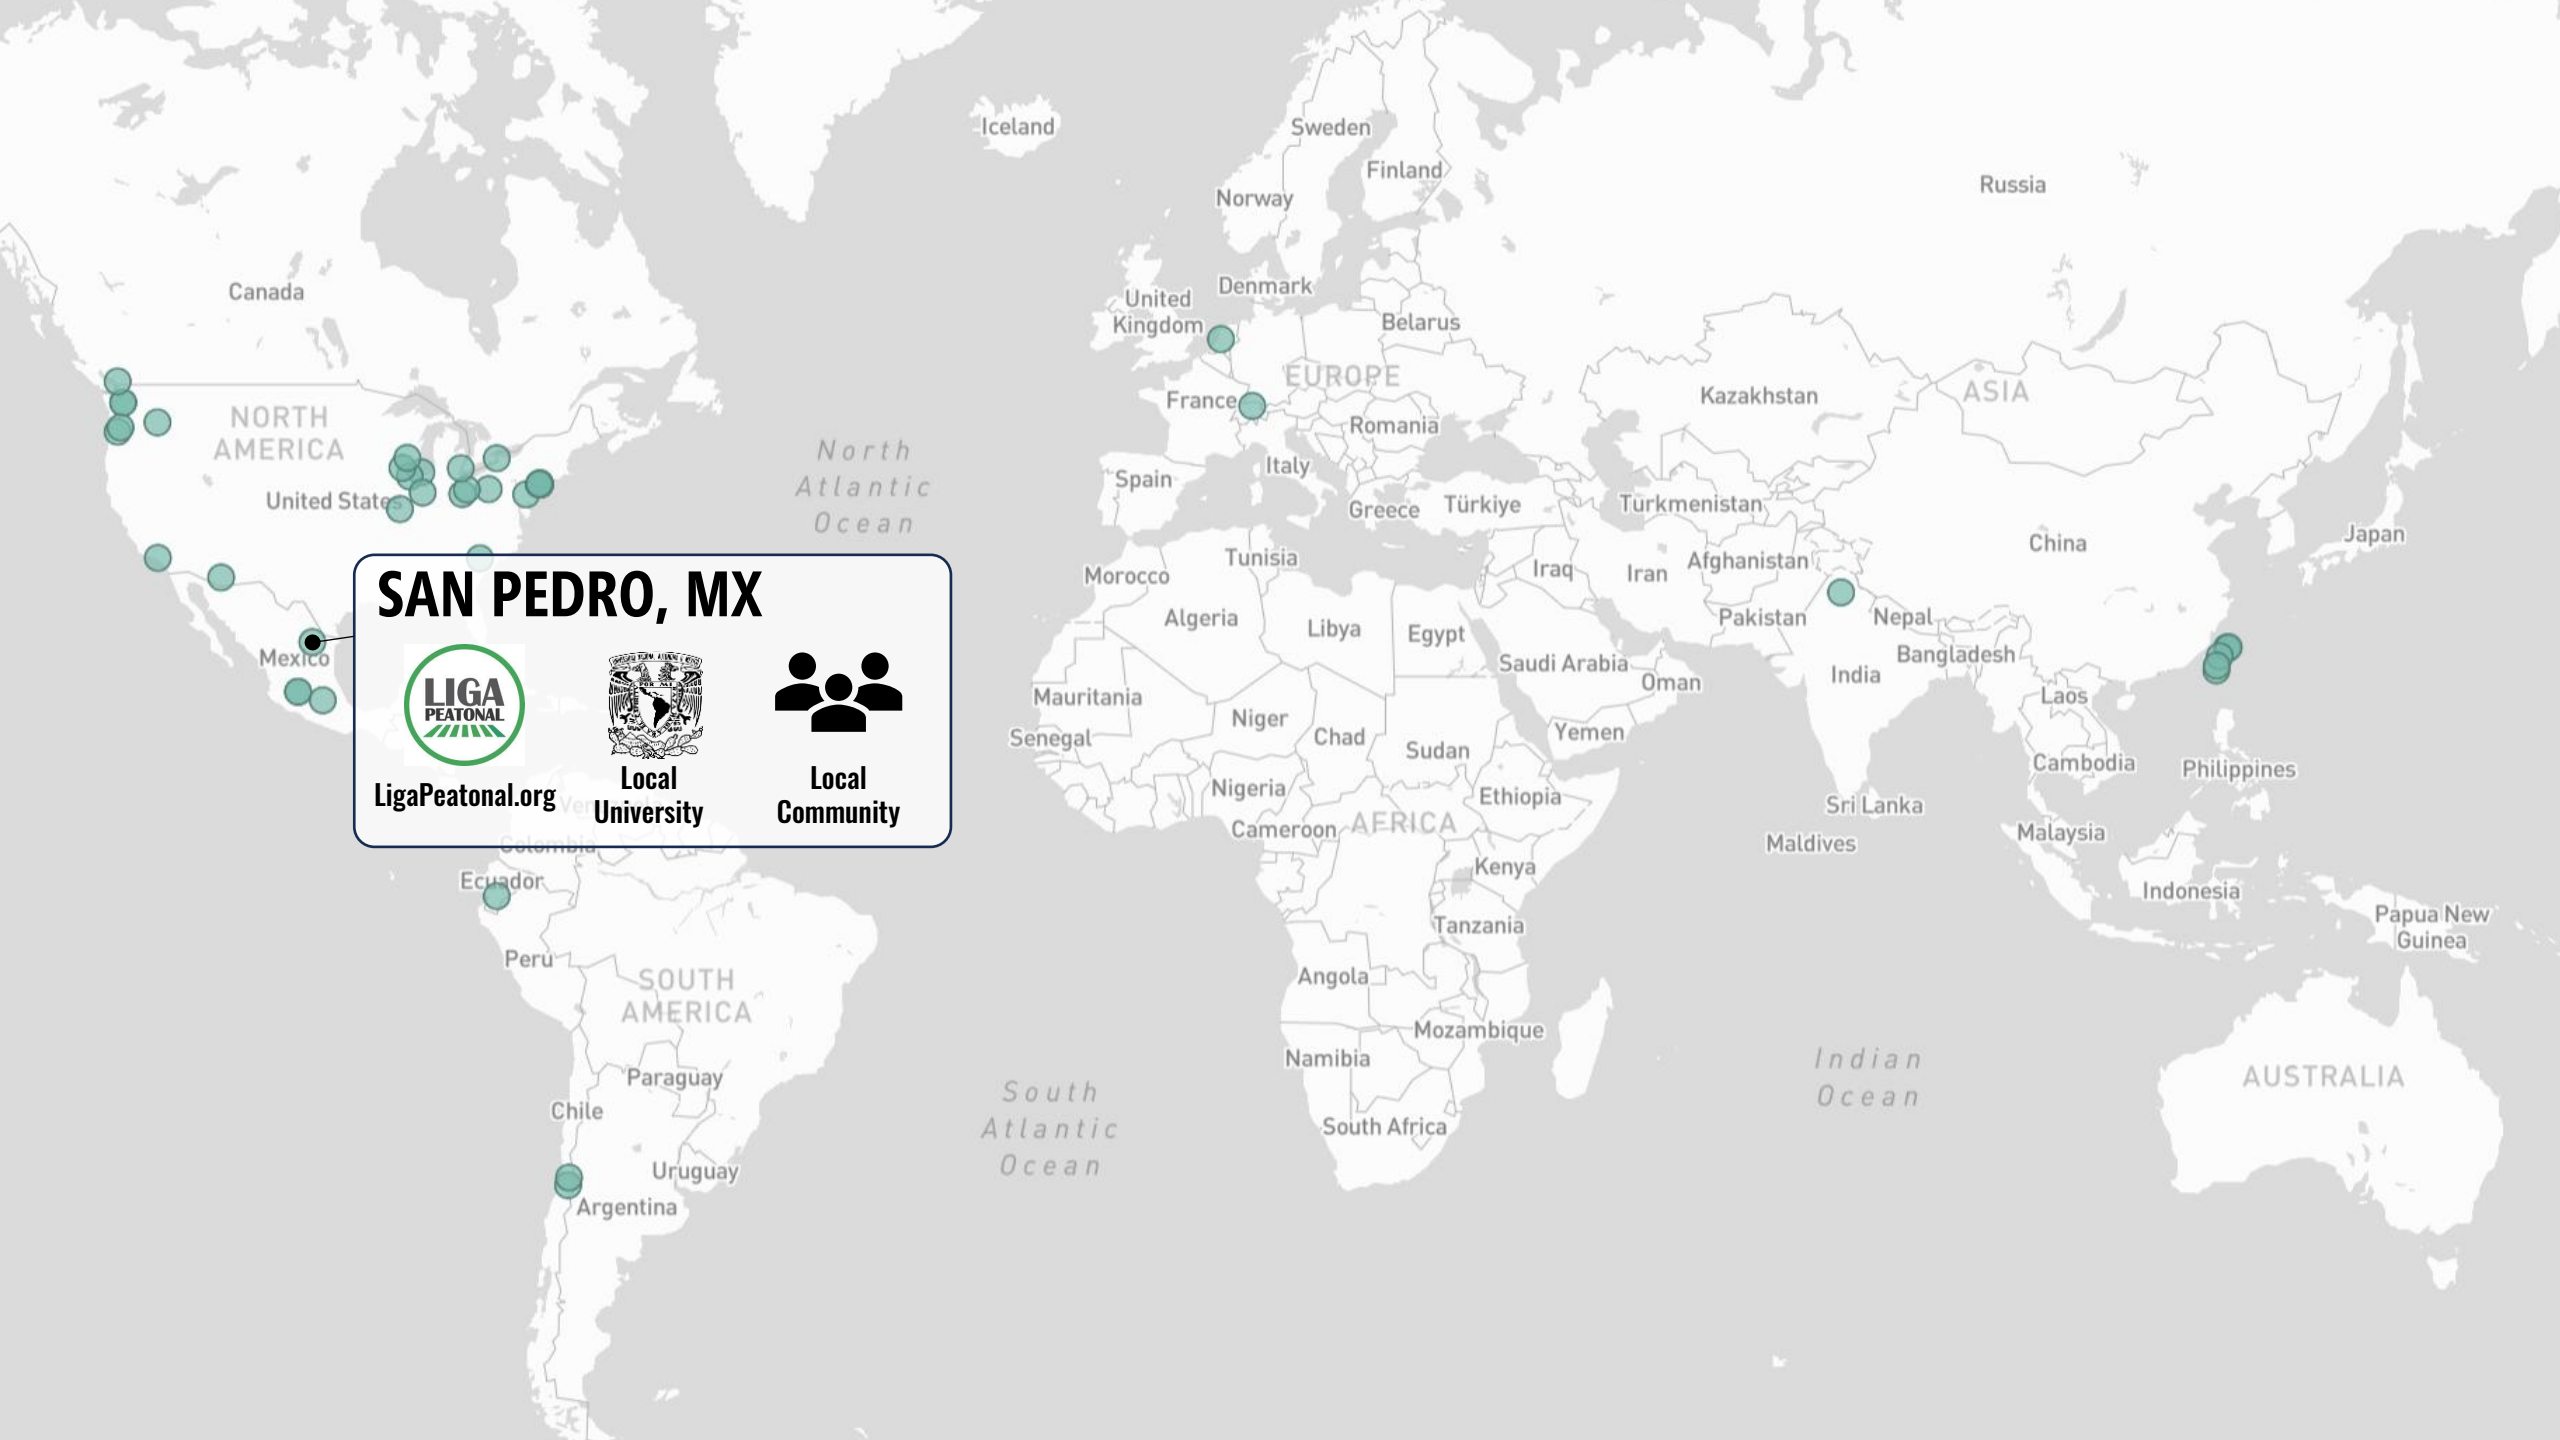 Iceland
Sweden
Finland
Norway
Russia
Canada
Denmark
United
Kingdom
Belarus
EUROPE
France
Kazakhstan
ASIA
NORTH
AMERICA
Romania
North
Atlantic
Ocean
Italy
Spain
United States
Greece
Türkiye
Turkmenistan
China
Japan
Tunisia
Morocco
Iraq
Iran
Afghanistan
SAN PEDRO, MX
Algeria
Libya
Egypt
Pakistan
Nepal
Mexico
Saudi Arabia
Oman
Bangladesh
India
LIGA
PEATONAL
POR MI
Mauritania
Niger
Chad
Sudan
Yemen
Laos
Senegal
LigaPeatonal.org
Local
University
Local
Community
Venezuela
Nigeria
Ethiopia
Cambodia
Philippines
Sri Lanka
Cameroon
AFRICA
Maldives
Malaysia
Colombia
Ecuador
Kenya
Indonesia
Papua New
Guinea
Tanzania
Peru
SOUTH
AMERICA
Angola
Mozambique
Namibia
Indian
Ocean
Paraguay
Chile
South
Atlantic
Ocean
AUSTRALIA
South Africa
Uruguay
Argentina